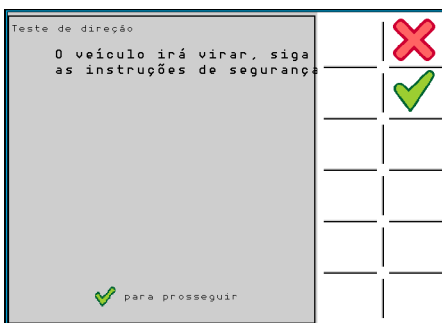 Teste de direção
O veículo irá virar, siga
as instruções de segurança
para prosseguir